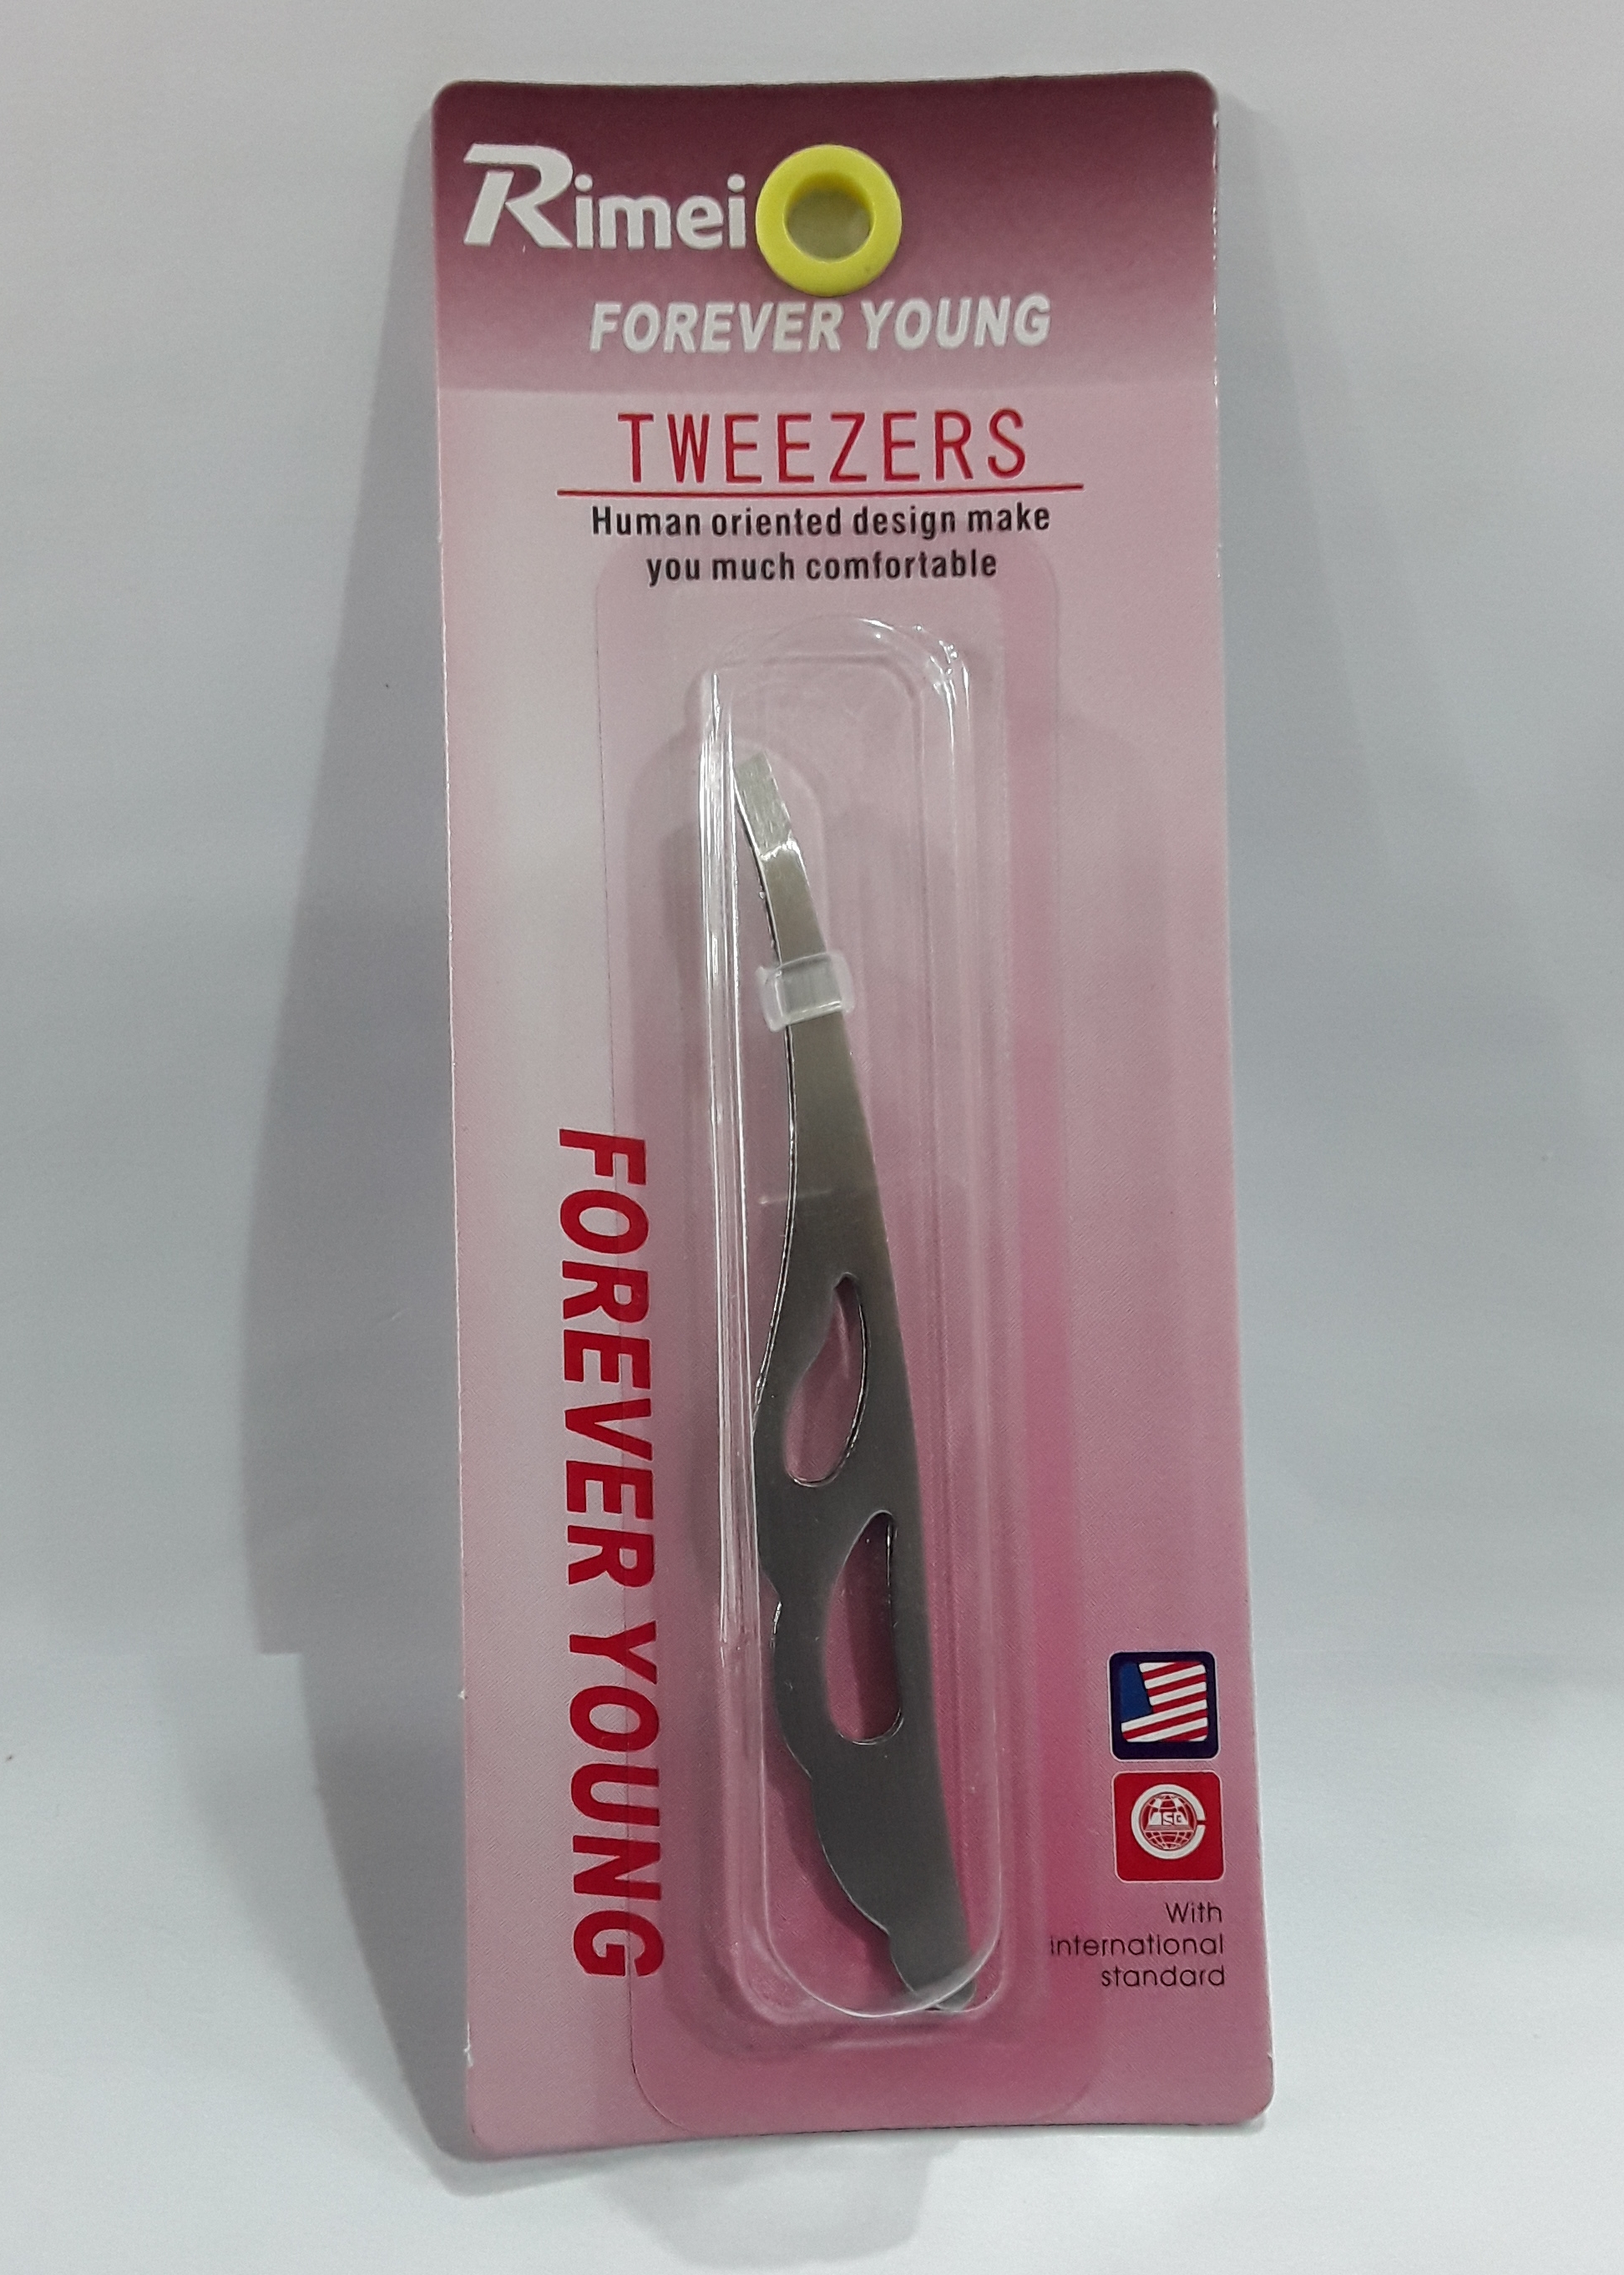 Rimei
FOREVER YOUNG
TWEEZERS
Human oriented design make
you much comfortable
FOREVER YOUNG
With
international
standard